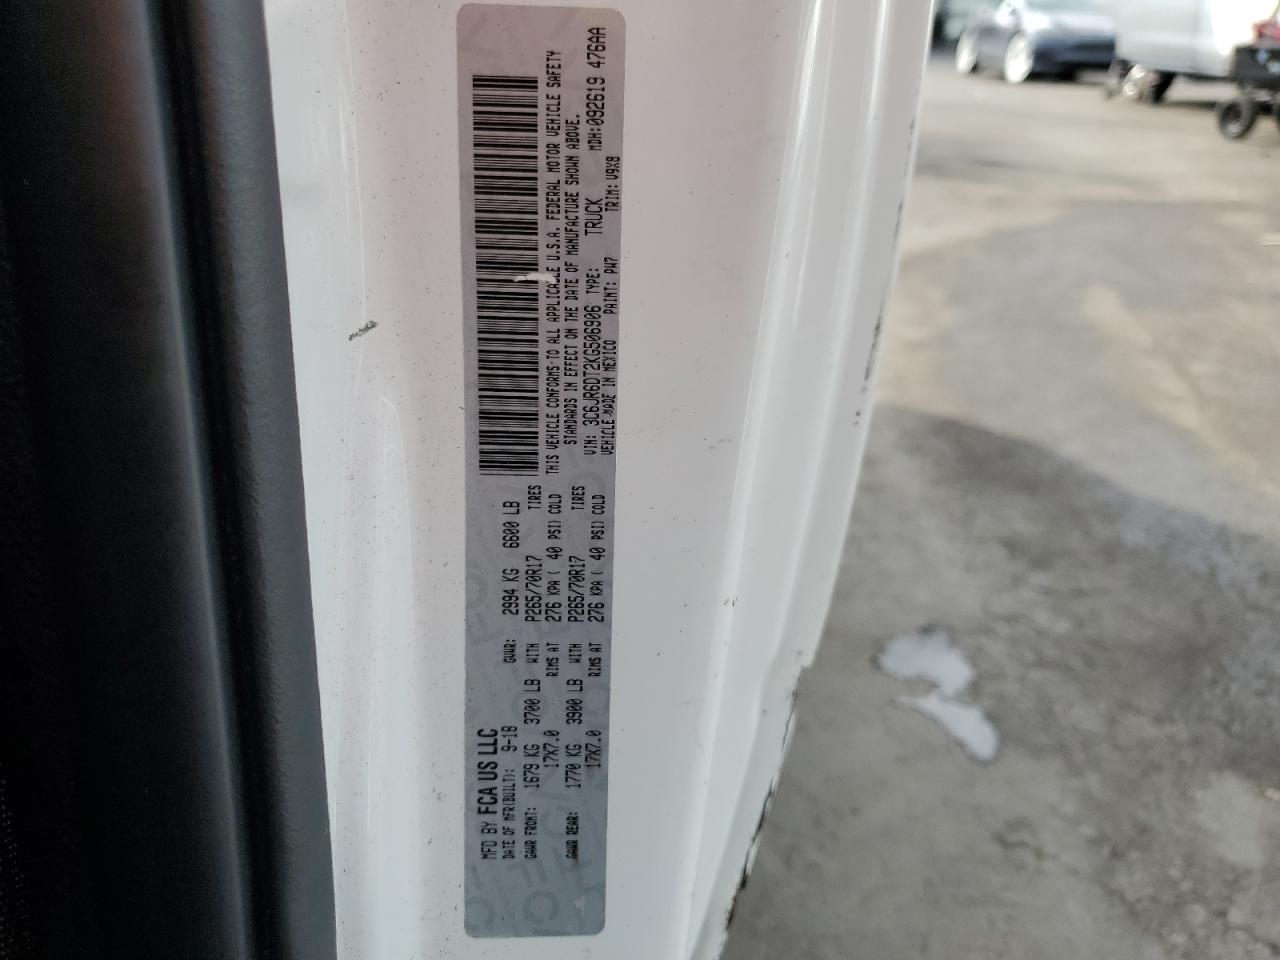 MFD BY FCA US LLC
DATE OF MFR(BUILT): 9-18 GVWR: 2994 KG 6600 LB
GAWR FRONT: 1679 KG 3700 LB WITH P265/70R17 TIRES
17X7.0 RIMS AT 276 KPA ( 40 PSI) COLD
GAWR REAR: 1770 KG 3900 LB WITH P265/70R17 TIRES
17X7.0 RIMS AT 276 KPA ( 40 PSI) COLD
THIS VEHICLE CONFORMS TO ALL APPLICABLE U.S.A. FEDERAL MOTOR VEHICLE SAFETY
STANDARDS IN EFFECT ON THE DATE OF MANUFACTURE SHOWN ABOVE.
VIN: 3C6JR6DT2KG506906 TYPE: TRUCK MDH:092619 476AA
VEHICLE MADE IN MEXICO PAINT: PW7 TRIM: V9X8